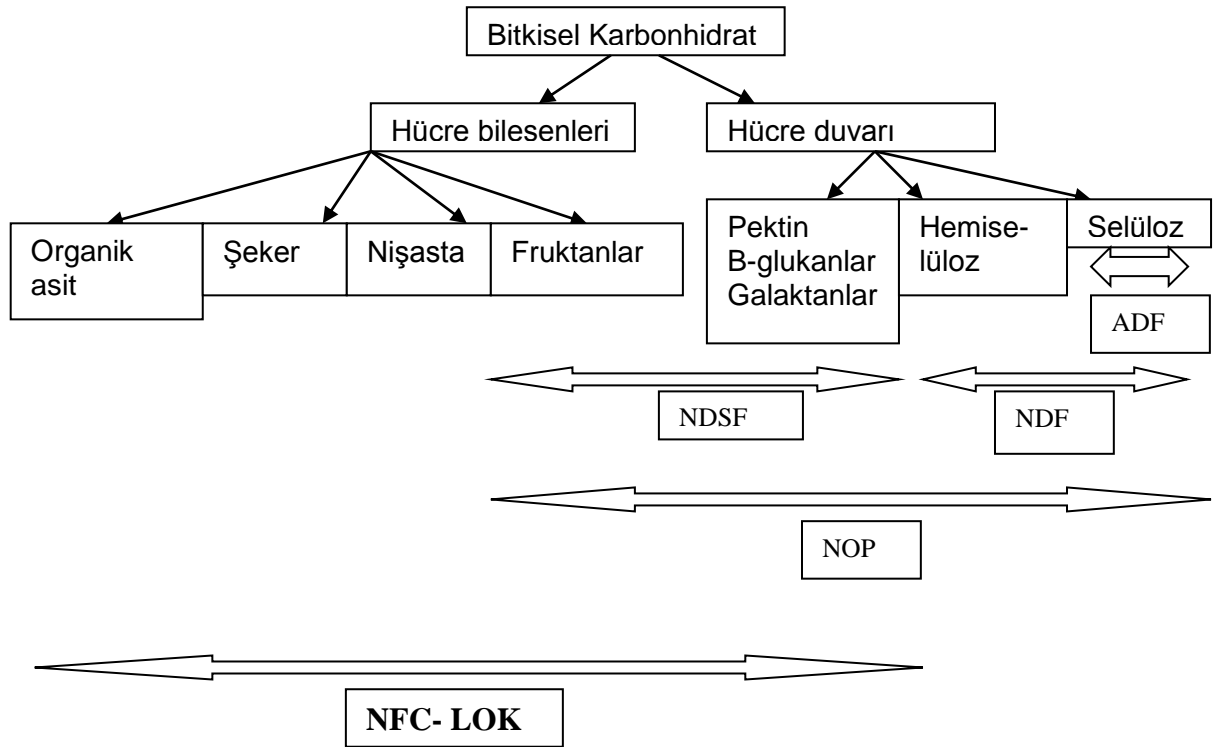 Bitkisel Karbonhidrat
Hücre bilesenleri
Hücre duvarı
Organik
asit
Şeker
Nişasta
Fruktanlar
Pektin
B-glukanlar
Galaktanlar
Hemise-
lüloz
Selüloz
ADF
NDSF
NDF
NOP
NFC- LOK